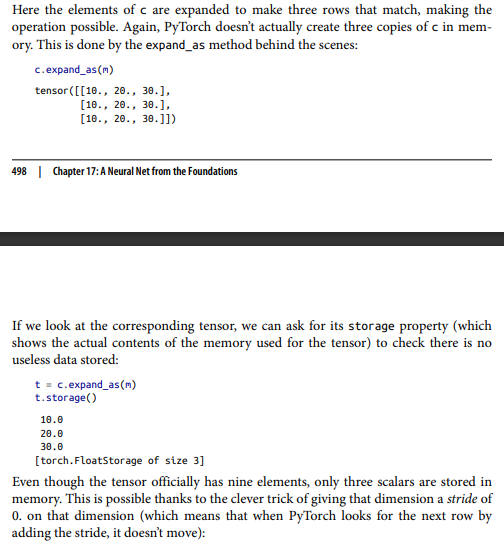 Here the elements of c are expanded to make three rows that match, making the
operation possible. Again, PyTorch doesn’t actually create three copies of c in mem‐
ory. This is done by the expand_as method behind the scenes:
c.expand_as(m)
tensor([[10., 20., 30.],
        [10., 20., 30.],
        [10., 20., 30.]])
498 | Chapter 17: A Neural Net from the Foundations
If we look at the corresponding tensor, we can ask for its storage property (which
shows the actual contents of the memory used for the tensor) to check there is no
useless data stored:
t = c.expand_as(m)
t.storage()
10.0
20.0
30.0
[torch.FloatStorage of size 3]
Even though the tensor officially has nine elements, only three scalars are stored in
memory. This is possible thanks to the clever trick of giving that dimension a stride of
0. on that dimension (which means that when PyTorch looks for the next row by
adding the stride, it doesn’t move):